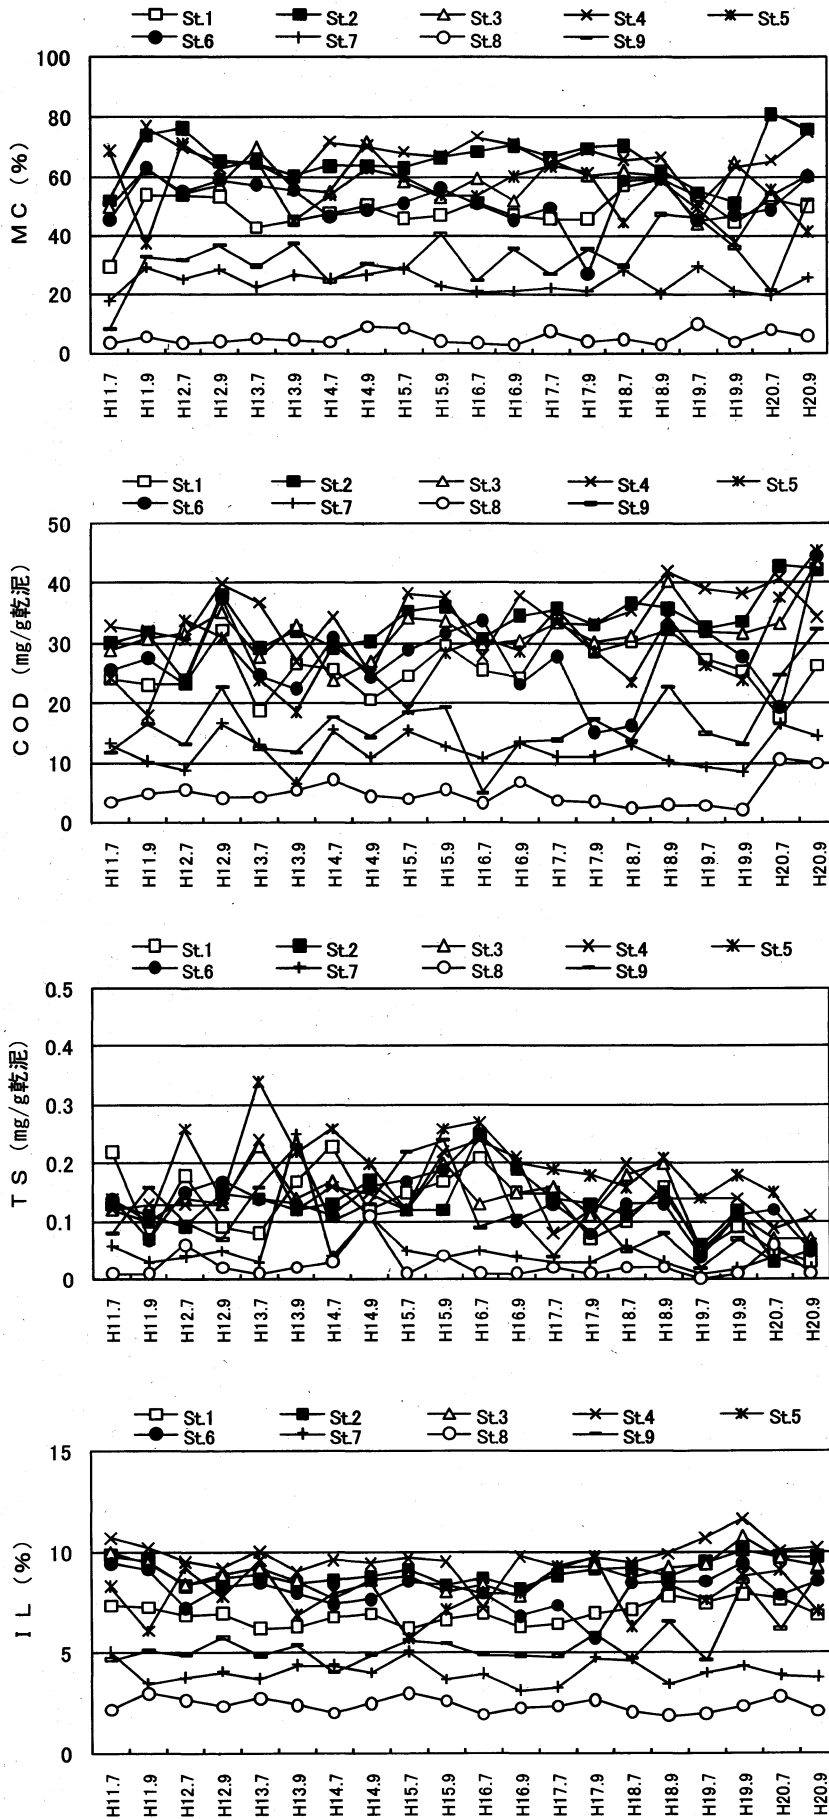 St.1 St.2 St.3 St.4 St.5
St.6 St.7 St.8 St.9
MC (%)
100
80
60
40
20
0
H11.7 H11.9 H12.7 H12.9 H13.7 H13.9 H14.7 H14.9 H15.7 H15.9 H16.7 H16.9 H17.7 H17.9 H18.7 H18.9 H19.7 H19.9 H20.7 H20.9
St.1 St.2 St.3 St.4 St.5
St.6 St.7 St.8 St.9
COD (mg/g乾泥)
50
40
30
20
10
0
H11.7 H11.9 H12.7 H12.9 H13.7 H13.9 H14.7 H14.9 H15.7 H15.9 H16.7 H16.9 H17.7 H17.9 H18.7 H18.9 H19.7 H19.9 H20.7 H20.9
St.1 St.2 St.3 St.4 St.5
St.6 St.7 St.8 St.9
TS (mg/g乾泥)
0.5
0.4
0.3
0.2
0.1
0
H11.7 H11.9 H12.7 H12.9 H13.7 H13.9 H14.7 H14.9 H15.7 H15.9 H16.7 H16.9 H17.7 H17.9 H18.7 H18.9 H19.7 H19.9 H20.7 H20.9
St.1 St.2 St.3 St.4 St.5
St.6 St.7 St.8 St.9
IL (%)
15
10
5
0
H11.7 H11.9 H12.7 H12.9 H13.7 H13.9 H14.7 H14.9 H15.7 H15.9 H16.7 H16.9 H17.7 H17.9 H18.7 H18.9 H19.7 H19.9 H20.7 H20.9